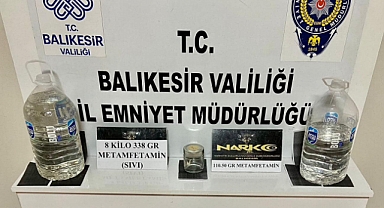 T.C.
BALIKESİR
VALİLİĞİ
T.C.
BALIKESİR VALİLİĞİ
İL EMNİYET MÜDÜRLÜĞÜ
8 KİLO 338 GR
METAMFETAMİN
(SIVI)
NARKO
110.50 GR METAMFETAMİN